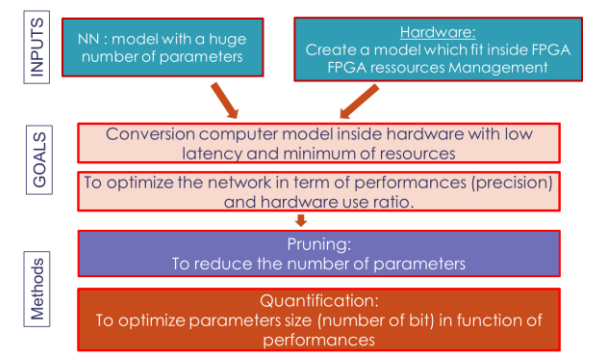 INPUTS
NN : model with a huge
number of parameters
Hardware:
Create a model which fit inside FPGA
FPGA ressources Management
GOALS
Conversion computer model inside hardware with low
latency and minimum of resources
To optimize the network in term of performances (precision)
and hardware use ratio.
Methods
Pruning:
To reduce the number of parameters
Quantification:
To optimize parameters size (number of bit) in function of
performances